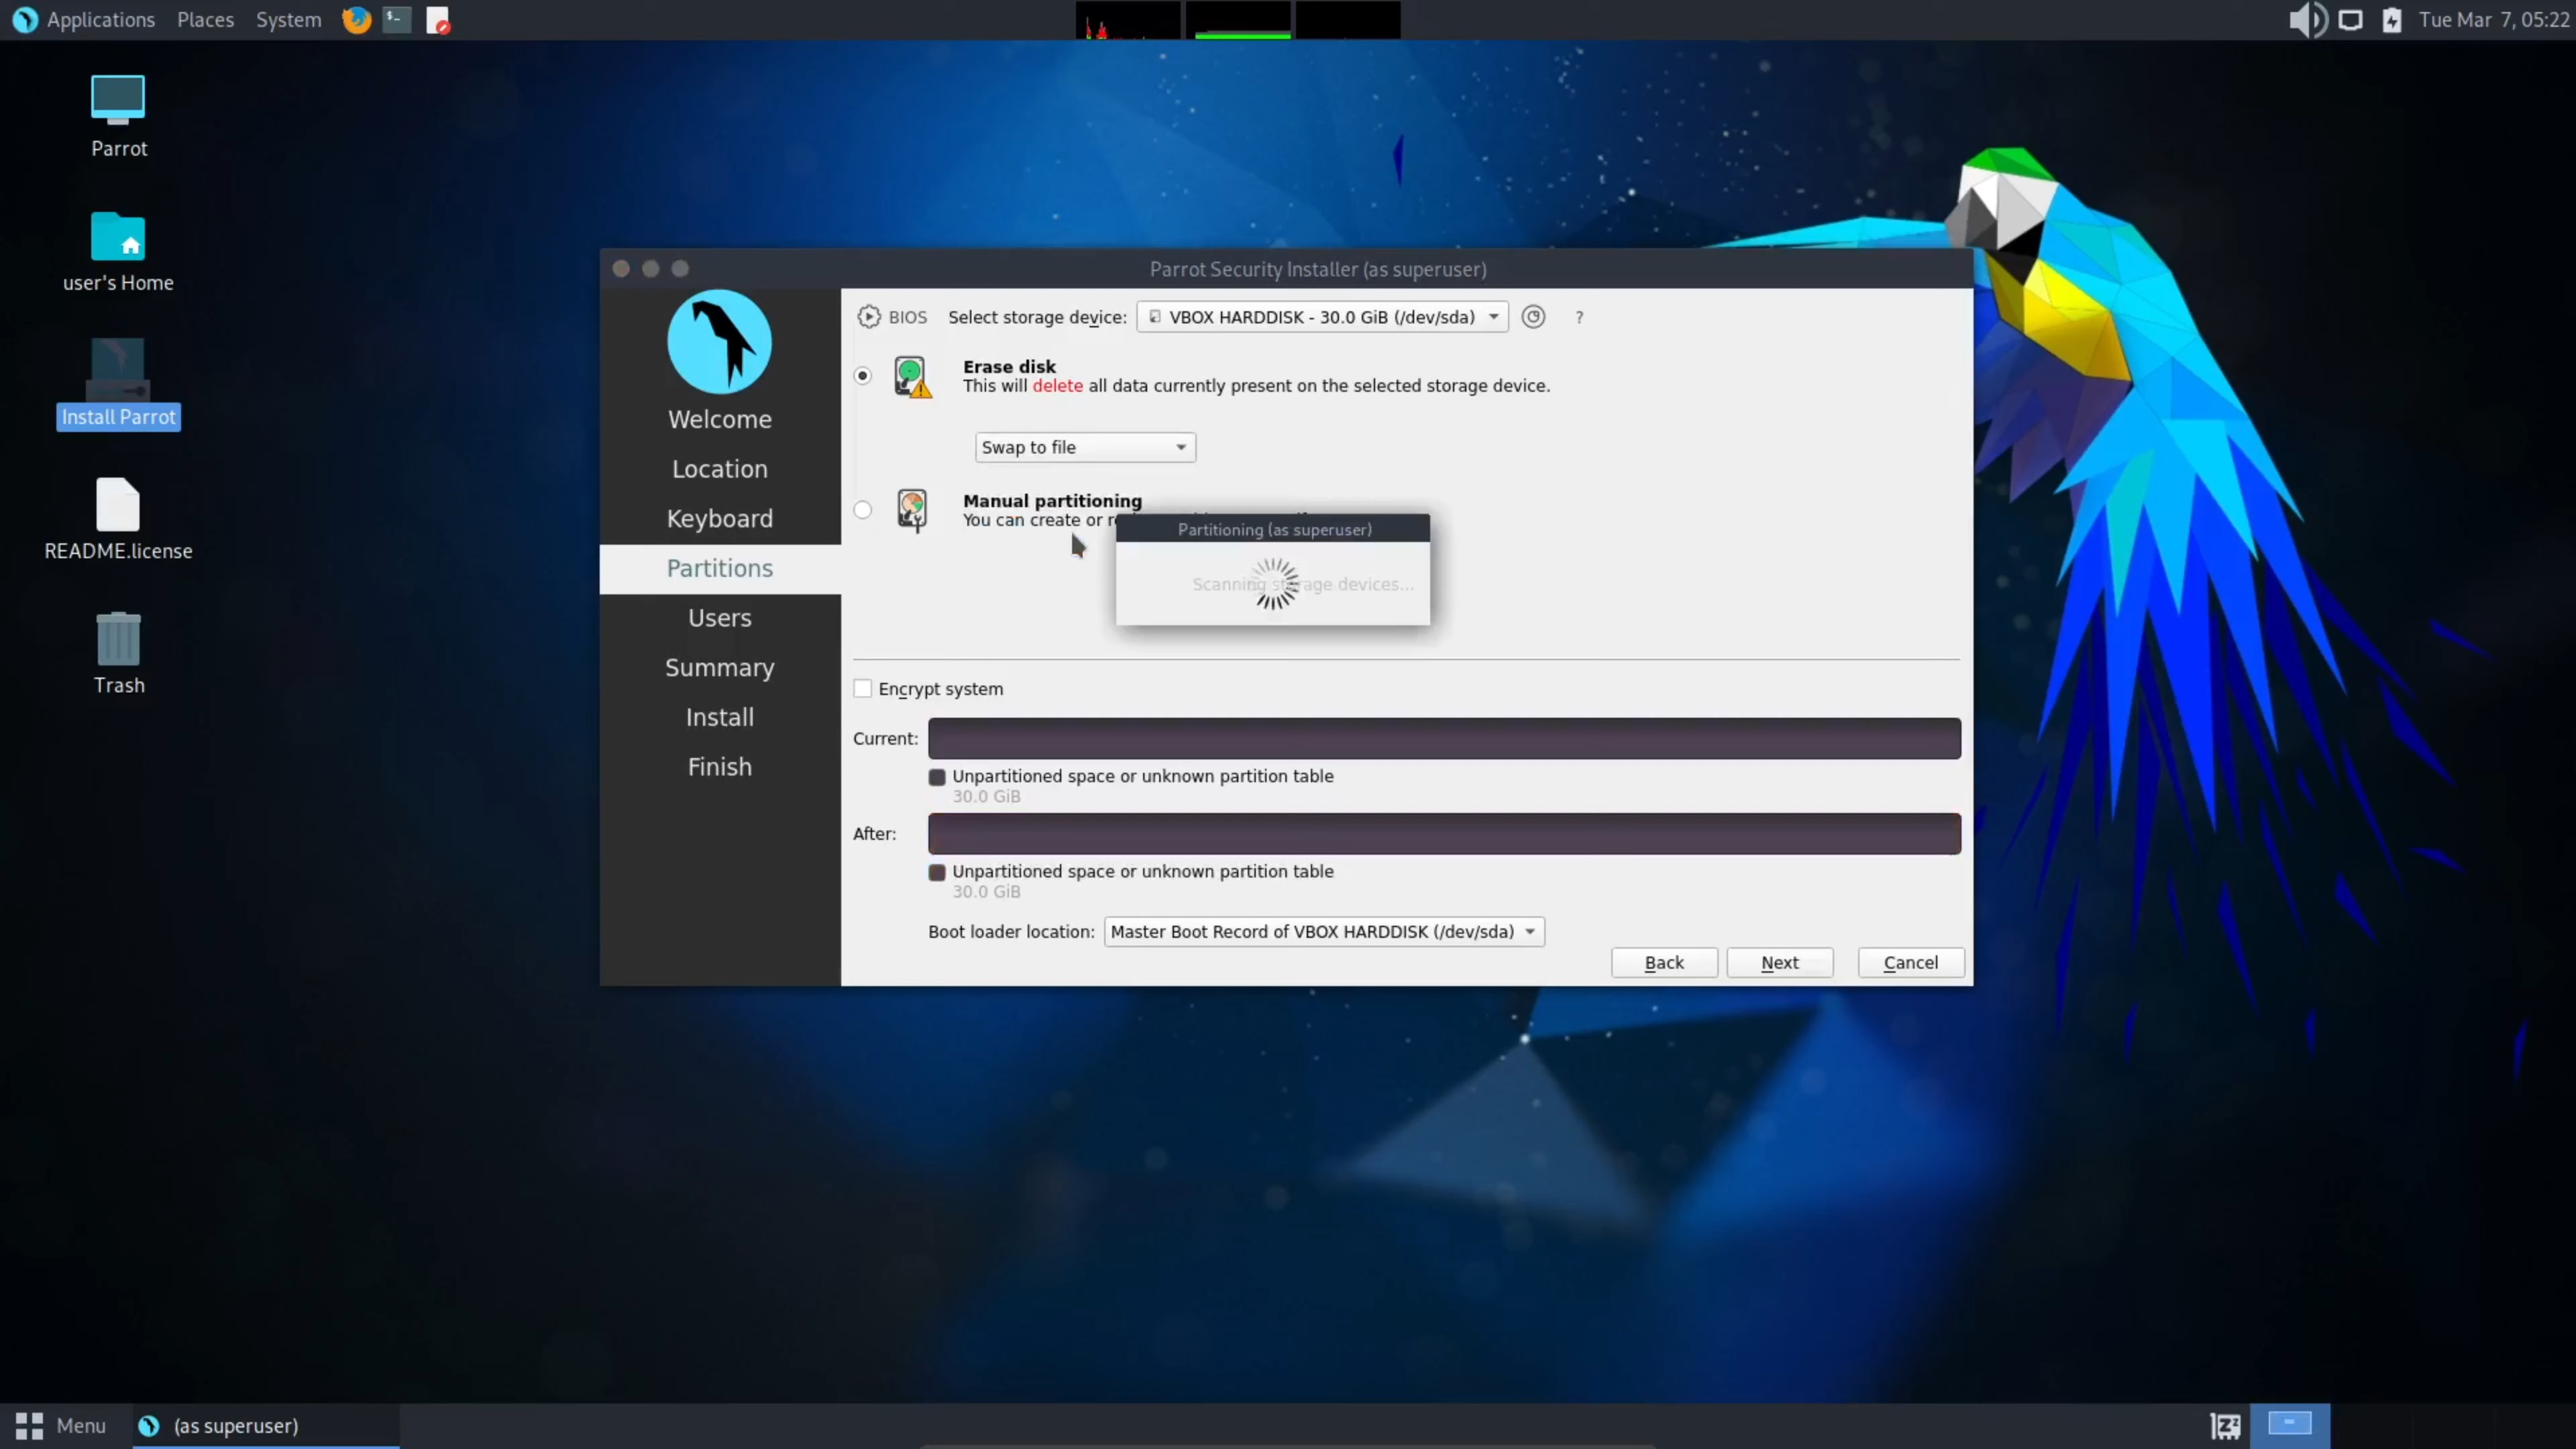 Applications Places System
Tue Mar 7, 05:22
Parrot
user's Home
Install Parrot
README.license
Trash
Parrot Security Installer (as superuser)
Welcome
Location
Keyboard
Partitions
Users
Summary
Install
Finish
BIOS Select storage device: VBOX HARDDISK - 30.0 GiB (/dev/sda) ?
Erase disk
This will delete all data currently present on the selected storage device.
Swap to file
Manual partitioning
You can create or
Partitioning (as superuser)
Scanning storage devices...
Encrypt system
Current:
Unpartitioned space or unknown partition table
30.0 GiB
After:
Unpartitioned space or unknown partition table
30.0 GiB
Boot loader location: Master Boot Record of VBOX HARDDISK (/dev/sda)
Back Next Cancel
Menu (as superuser)